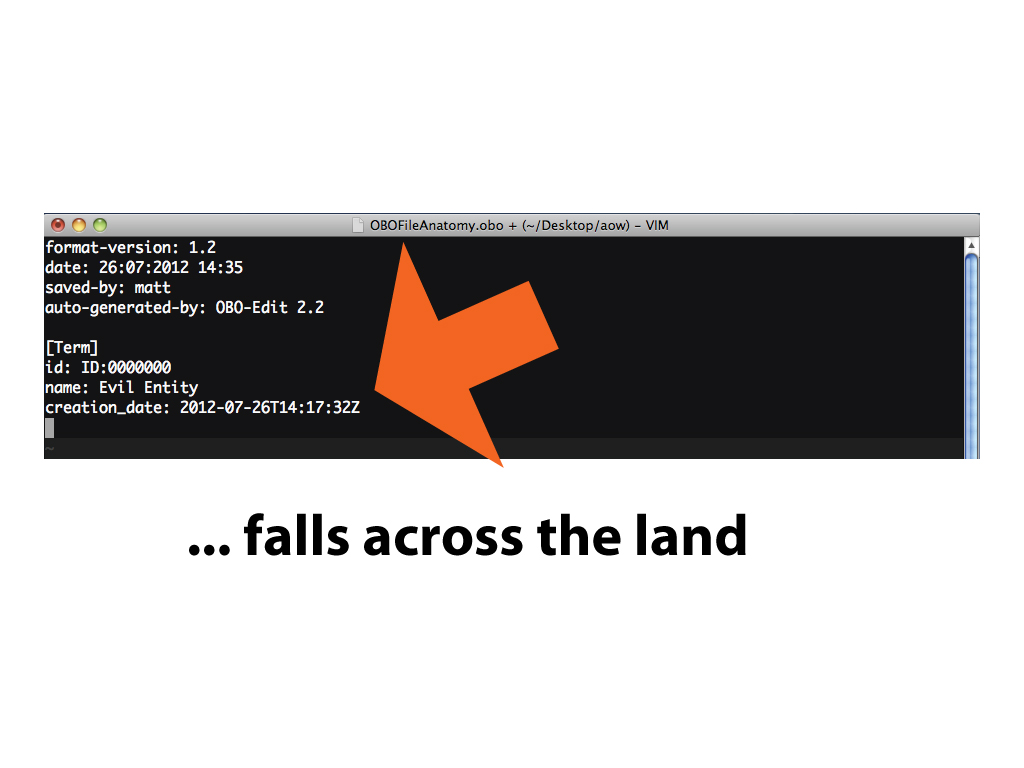 OBOFileAnatomy.obo + (~/Desktop/aow) – VIM
format-version: 1.2
date: 26:07:2012 14:35
saved-by: matt
auto-generated-by: OBO-Edit 2.2
[Term]
id: ID:0000000
name: Evil Entity
creation_date: 2012-07-26T14:17:32Z
~
... falls across the land